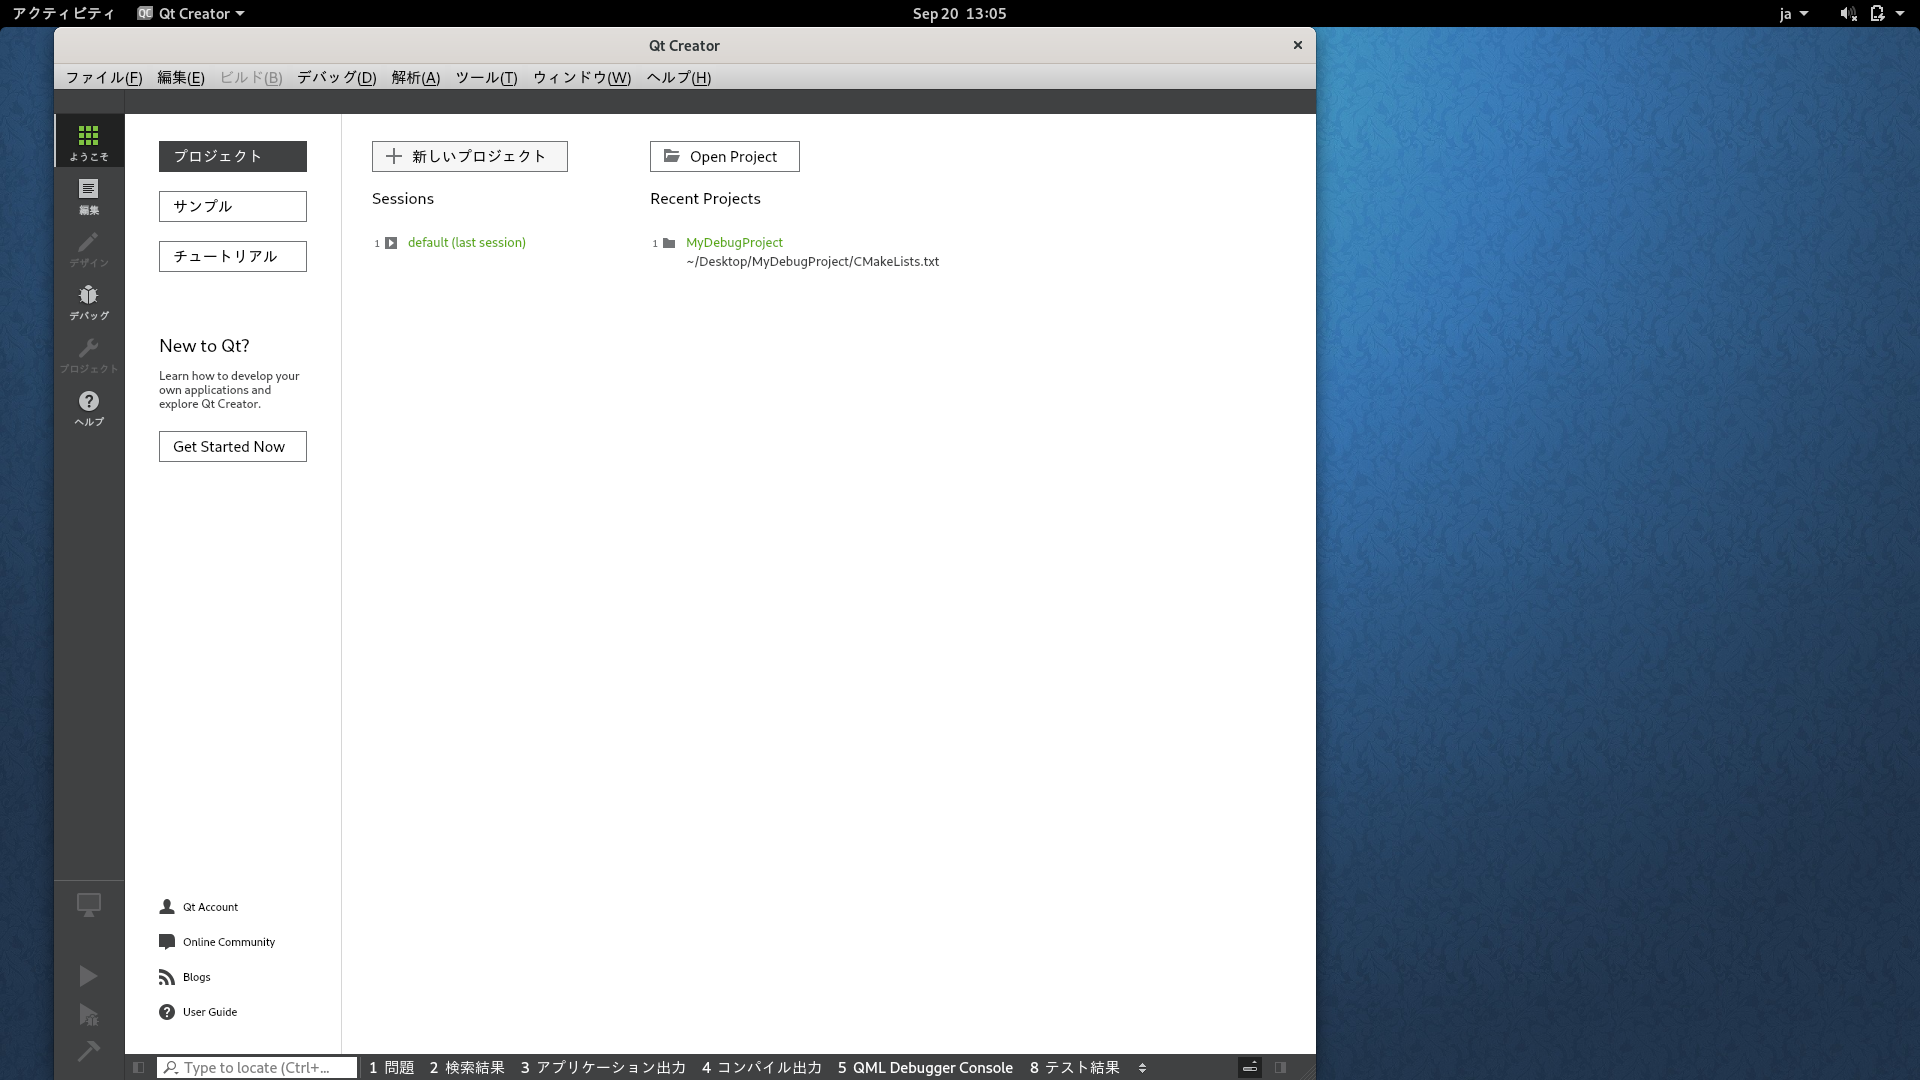 アクティビティ Qt Creator Sep 20 13:05 ja
Qt Creator
ファイル(F) 編集(E) ビルド(B) デバッグ(D) 解析(A) ツール(T) ウィンドウ(W) ヘルプ(H)
ようこそ
編集
デザイン
デバッグ
プロジェクト
ヘルプ
プロジェクト
サンプル
チュートリアル
New to Qt?
Learn how to develop your
own applications and
explore Qt Creator.
Get Started Now
Qt Account
Online Community
Blogs
User Guide
新しいプロジェクト
Sessions
1 default (last session)
Open Project
Recent Projects
1 MyDebugProject
~/Desktop/MyDebugProject/CMakeLists.txt
Type to locate (Ctrl+... 1 問題 2 検索結果 3 アプリケーション出力 4 コンパイル出力 5 QML Debugger Console 8 テスト結果